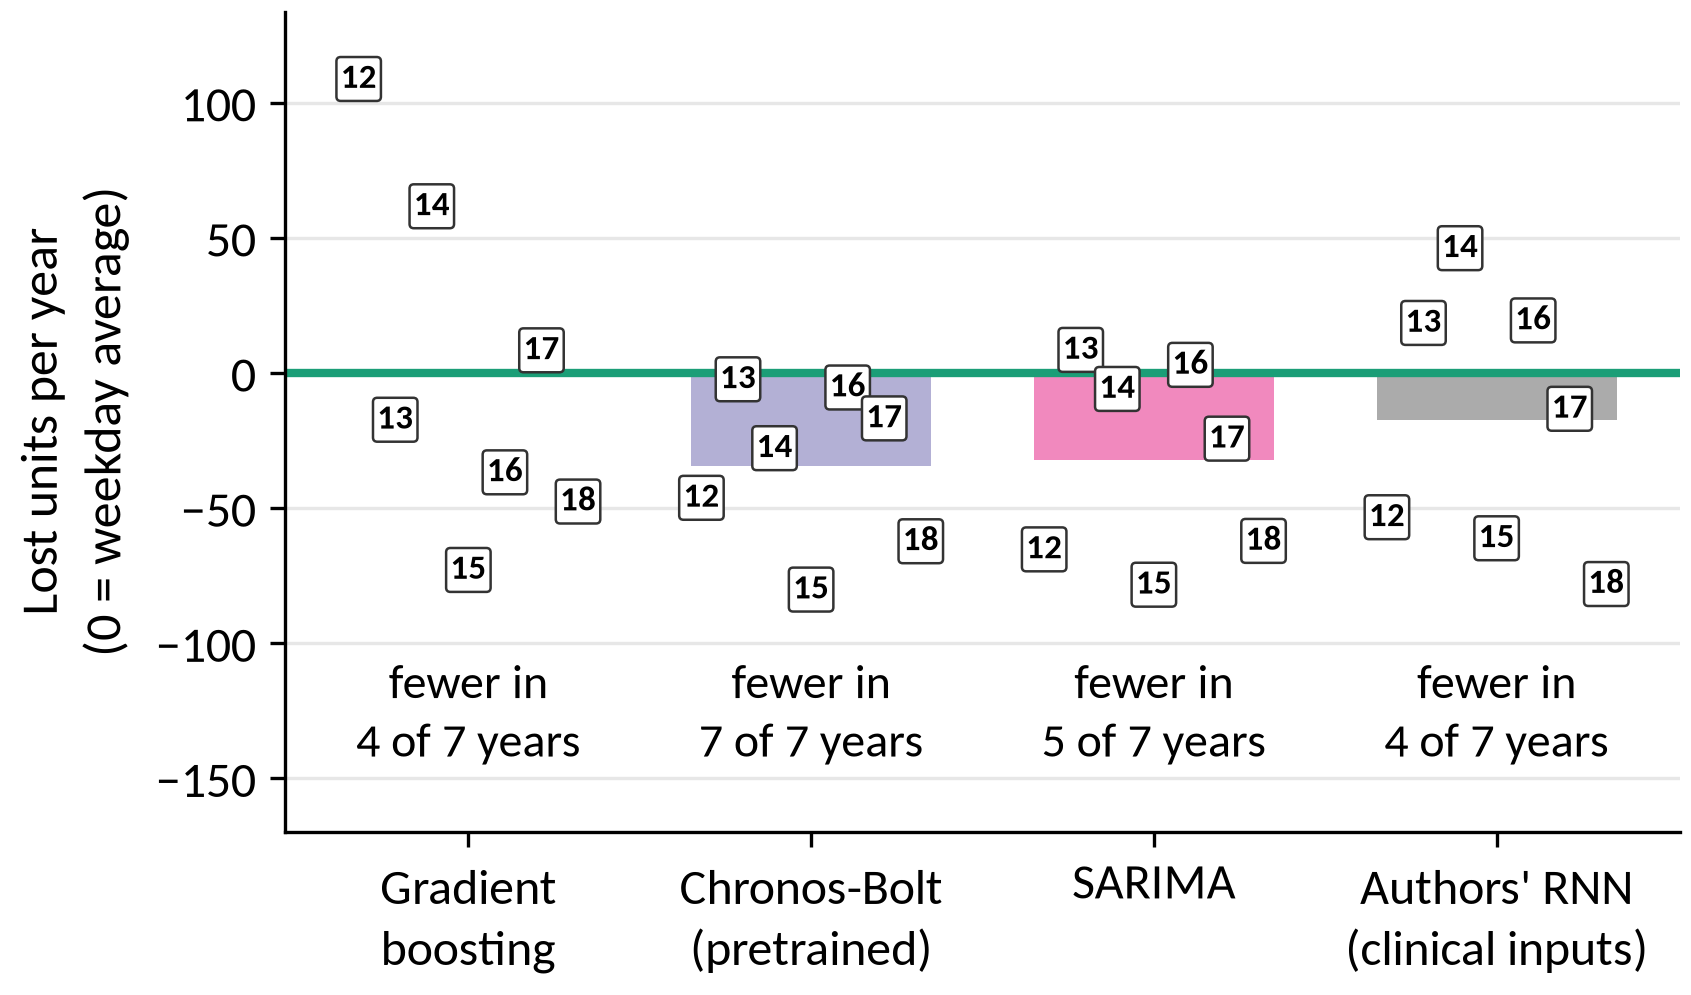 Lost units per year
(0 = weekday average)
100
50
0
−50
−100
−150
12
14
17
13
16
18
15
13
16
17
14
12
18
15
13
16
14
17
18
12
15
14
13
16
17
12
15
18
fewer in
4 of 7 years
fewer in
7 of 7 years
fewer in
5 of 7 years
fewer in
4 of 7 years
Gradient
boosting
Chronos-Bolt
(pretrained)
SARIMA
Authors' RNN
(clinical inputs)